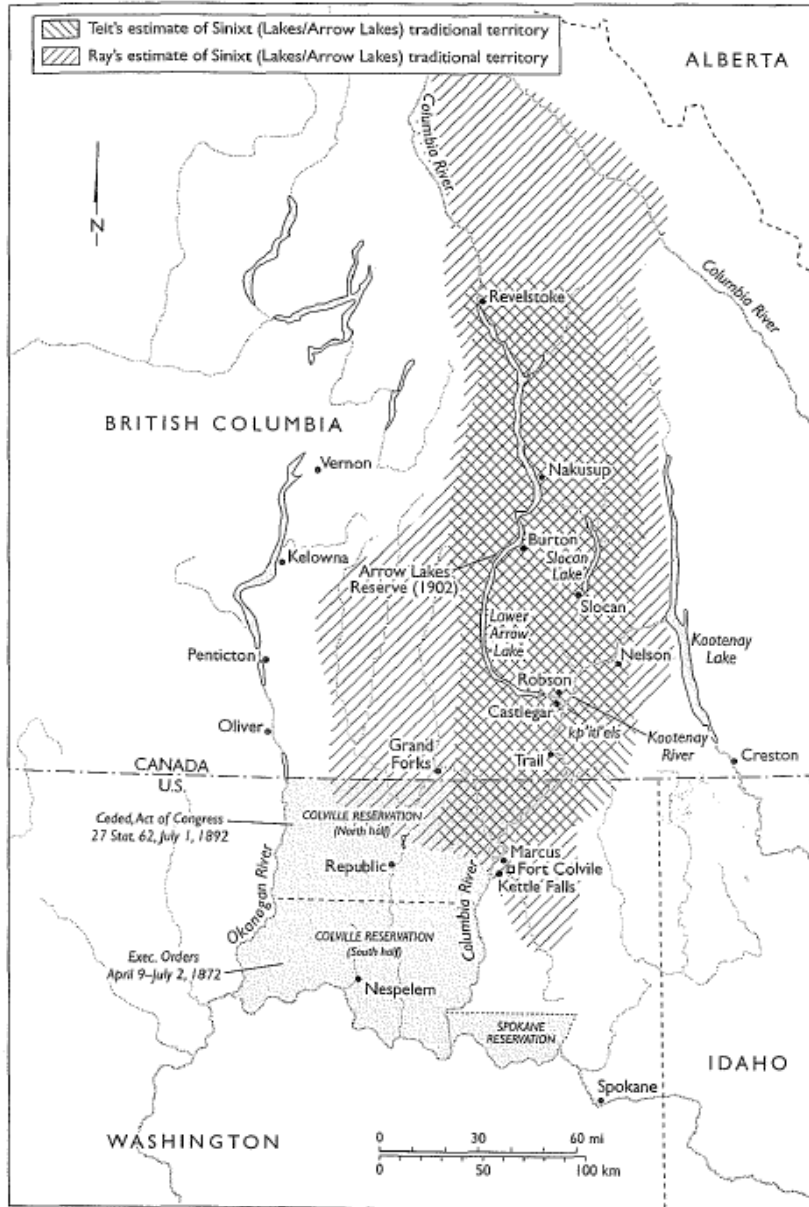 Teit's estimate of Sinixt (Lakes/Arrow Lakes) traditional territory
Ray's estimate of Sinixt (Lakes/Arrow Lakes) traditional territory
ALBERTA
Columbia River
N
Columbia River
Revelstoke
BRITISH COLUMBIA
Vernon
Nakusup
Kelowna
Burton
Arrow Lakes
Reserve (1902)
Slocan
Lake
Slocan
Lower
Arrow
Lake
Penticton
Nelson
Kootenay
Lake
Robson
Castlegar
Oliver
kp'itl'els
Kootenay
River
Trail
Grand
Forks
Creston
CANADA
U.S.
Ceded, Act of Congress
27 Stat. 62, July 1, 1892
COLVILLE RESERVATION
(North half)
Marcus
Fort Colvile
Kettle Falls
Republic
Okanogan River
Columbia River
COLVILLE RESERVATION
(South half)
Exec. Orders
April 9–July 2, 1872
Nespelem
SPOKANE
RESERVATION
IDAHO
Spokane
WASHINGTON
0 30 60 mi
0 50 100 km